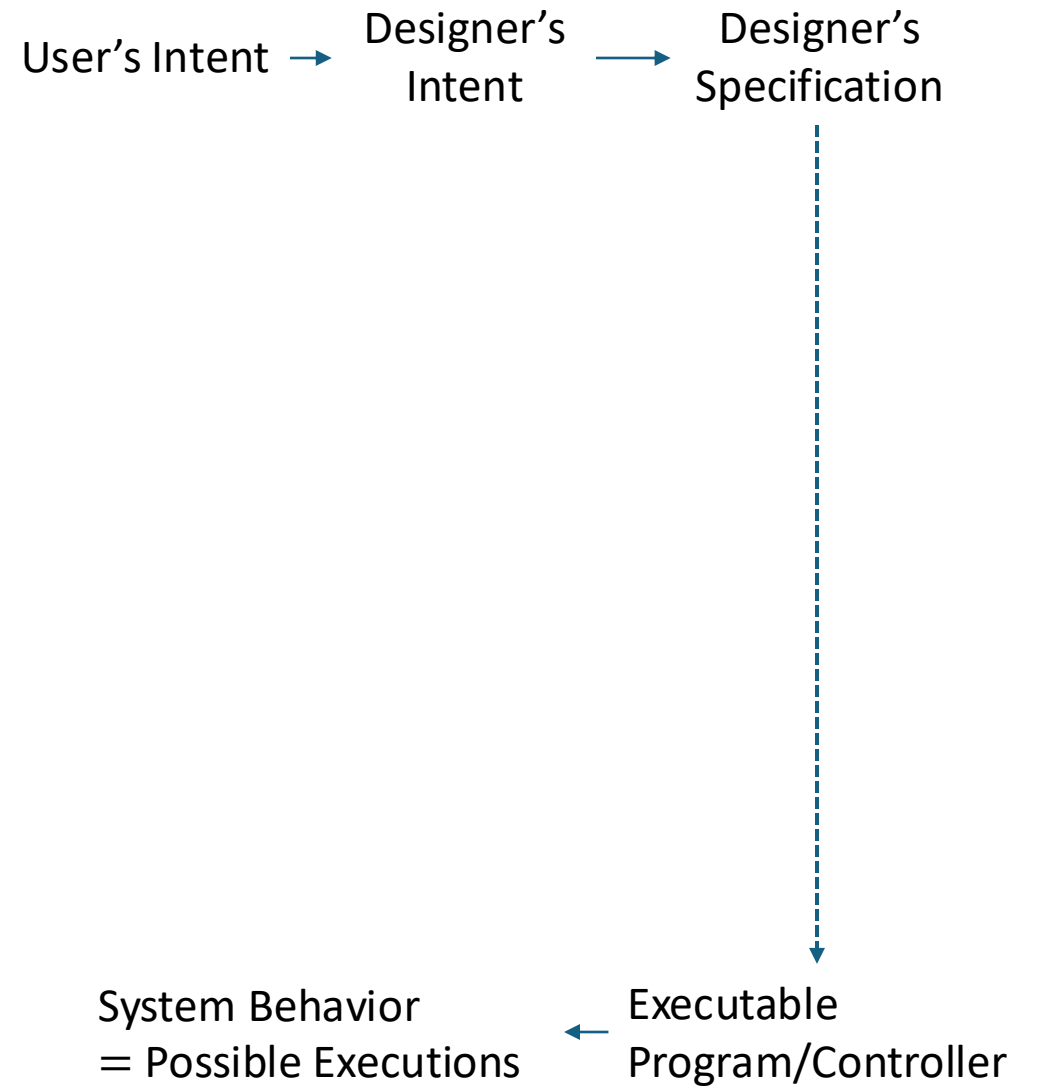 User’s Intent
Designer’s
Intent
Designer’s
Specification
System Behavior
= Possible Executions
Executable
Program/Controller